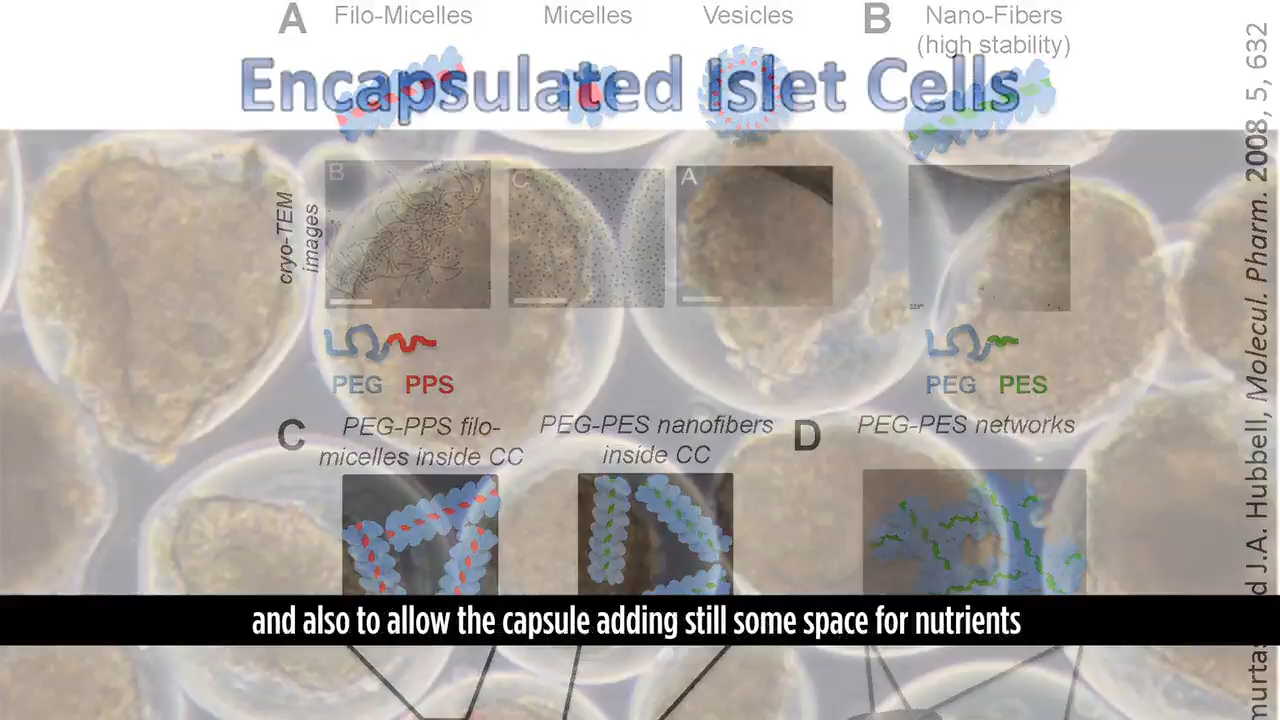 A Filo-Micelles Micelles Vesicles B Nano-Fibers
(high stability)
Encapsulated Islet Cells
cryo-TEM
images
B C A
PEG PPS PEG PES
C PEG-PPS filo-
micelles inside CC
PEG-PES nanofibers
inside CC
D PEG-PES networks
and also to allow the capsule adding still some space for nutrients
J.A. Hubbell, Molecul. Pharm. 2008, 5, 632